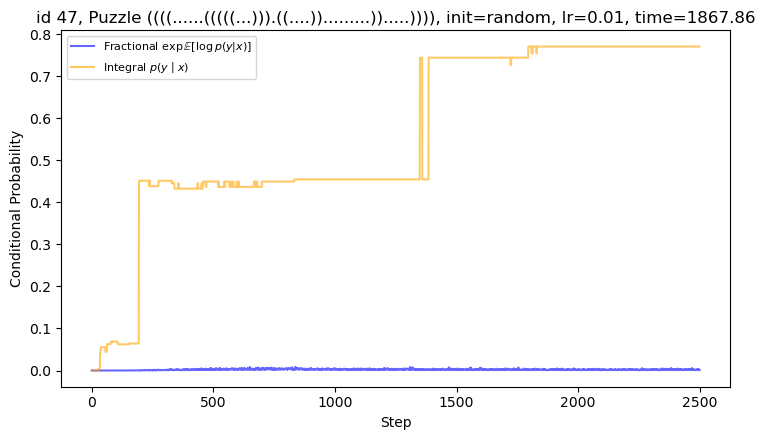 id 47, Puzzle ((((......(((((...))).((....)).........)).....)))), init=random, lr=0.01, time=1867.86
Fractional exp𝔼[log p(y|x)]
Integral p(y | x)
0.8
0.7
0.6
0.5
0.4
0.3
0.2
0.1
0.0
Conditional Probability
0 500 1000 1500 2000 2500
Step